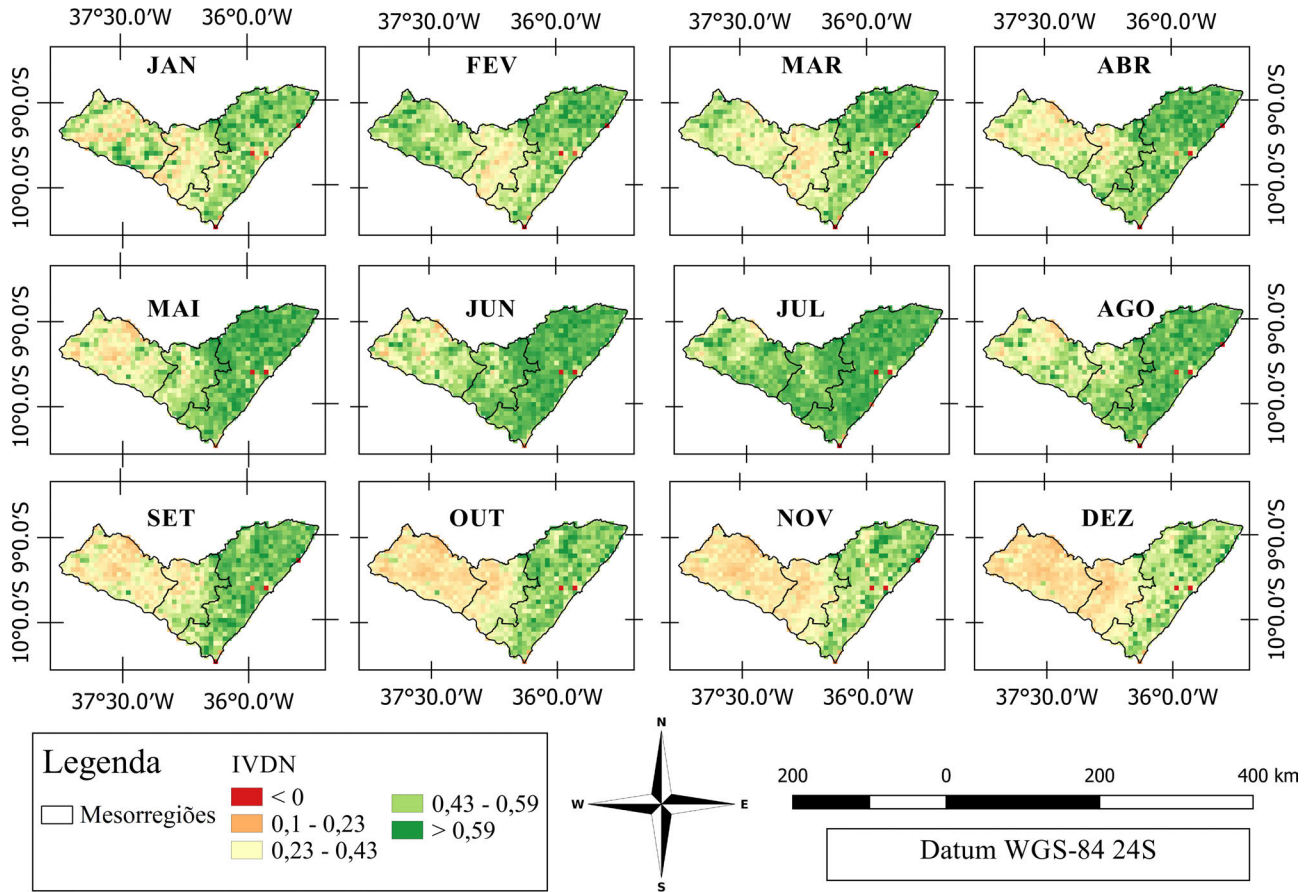 37°30.0'W 36°0.0'W 37°30.0'W 36°0.0'W 37°30.0'W 36°0.0'W 37°30.0'W 36°0.0'W
JAN FEV MAR ABR
10°0.0'S 9°0.0'S 10°0.0'S 9°0.0'S
MAI JUN JUL AGO
10°0.0'S 9°0.0'S 10°0.0'S 9°0.0'S
SET OUT NOV DEZ
10°0.0'S 9°0.0'S 10°0.0'S 9°0.0'S
37°30.0'W 36°0.0'W 37°30.0'W 36°0.0'W 37°30.0'W 36°0.0'W 37°30.0'W 36°0.0'W
Legenda
Mesorregiões
IVDN
< 0
0,1 - 0,23
0,23 - 0,43
0,43 - 0,59
> 0,59
N
W E
S
200 0 200 400 km
Datum WGS-84 24S